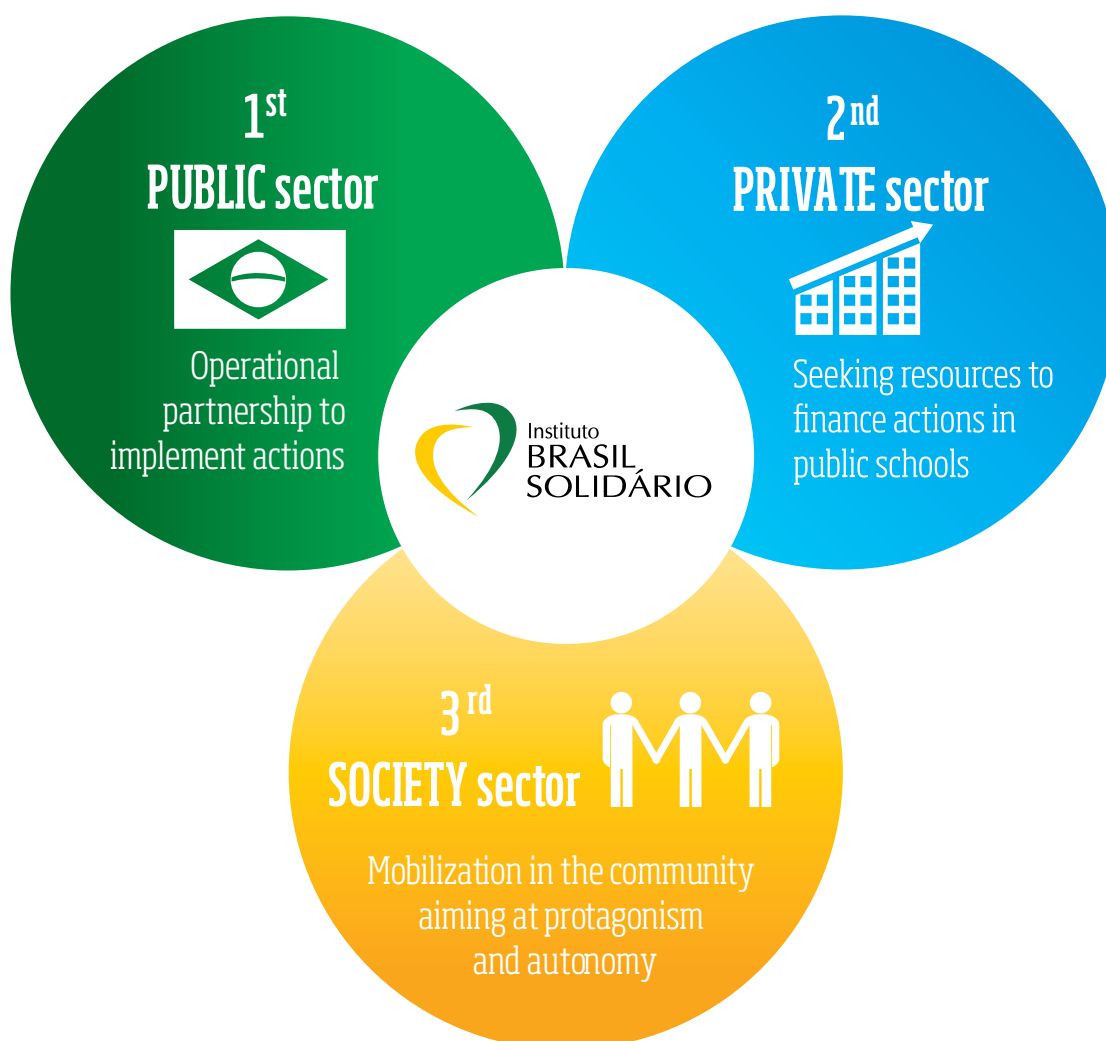 1st
PUBLIC sector
Operational
partnership to
implement actions
2nd
PRIVATE sector
Seeking resources to
finance actions in
public schools
Instituto
BRASIL
SOLIDÁRIO
3rd
SOCIETY sector
Mobilization in the community
aiming at protagonism
and autonomy